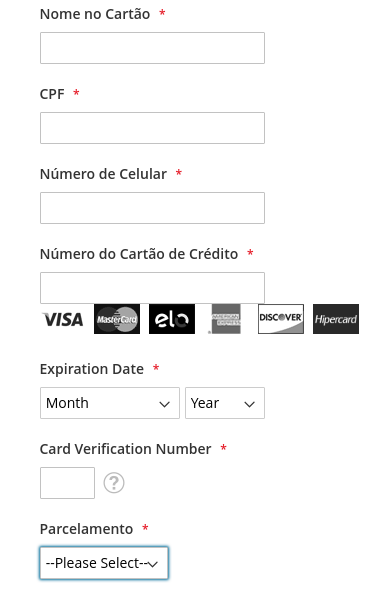 Nome no Cartão *
CPF *
Número de Celular *
Número do Cartão de Crédito *
VISA MasterCard elo AMERICAN EXPRESS DISCOVER Hipercard
Expiration Date *
Month Year
Card Verification Number *
?
Parcelamento *
--Please Select--